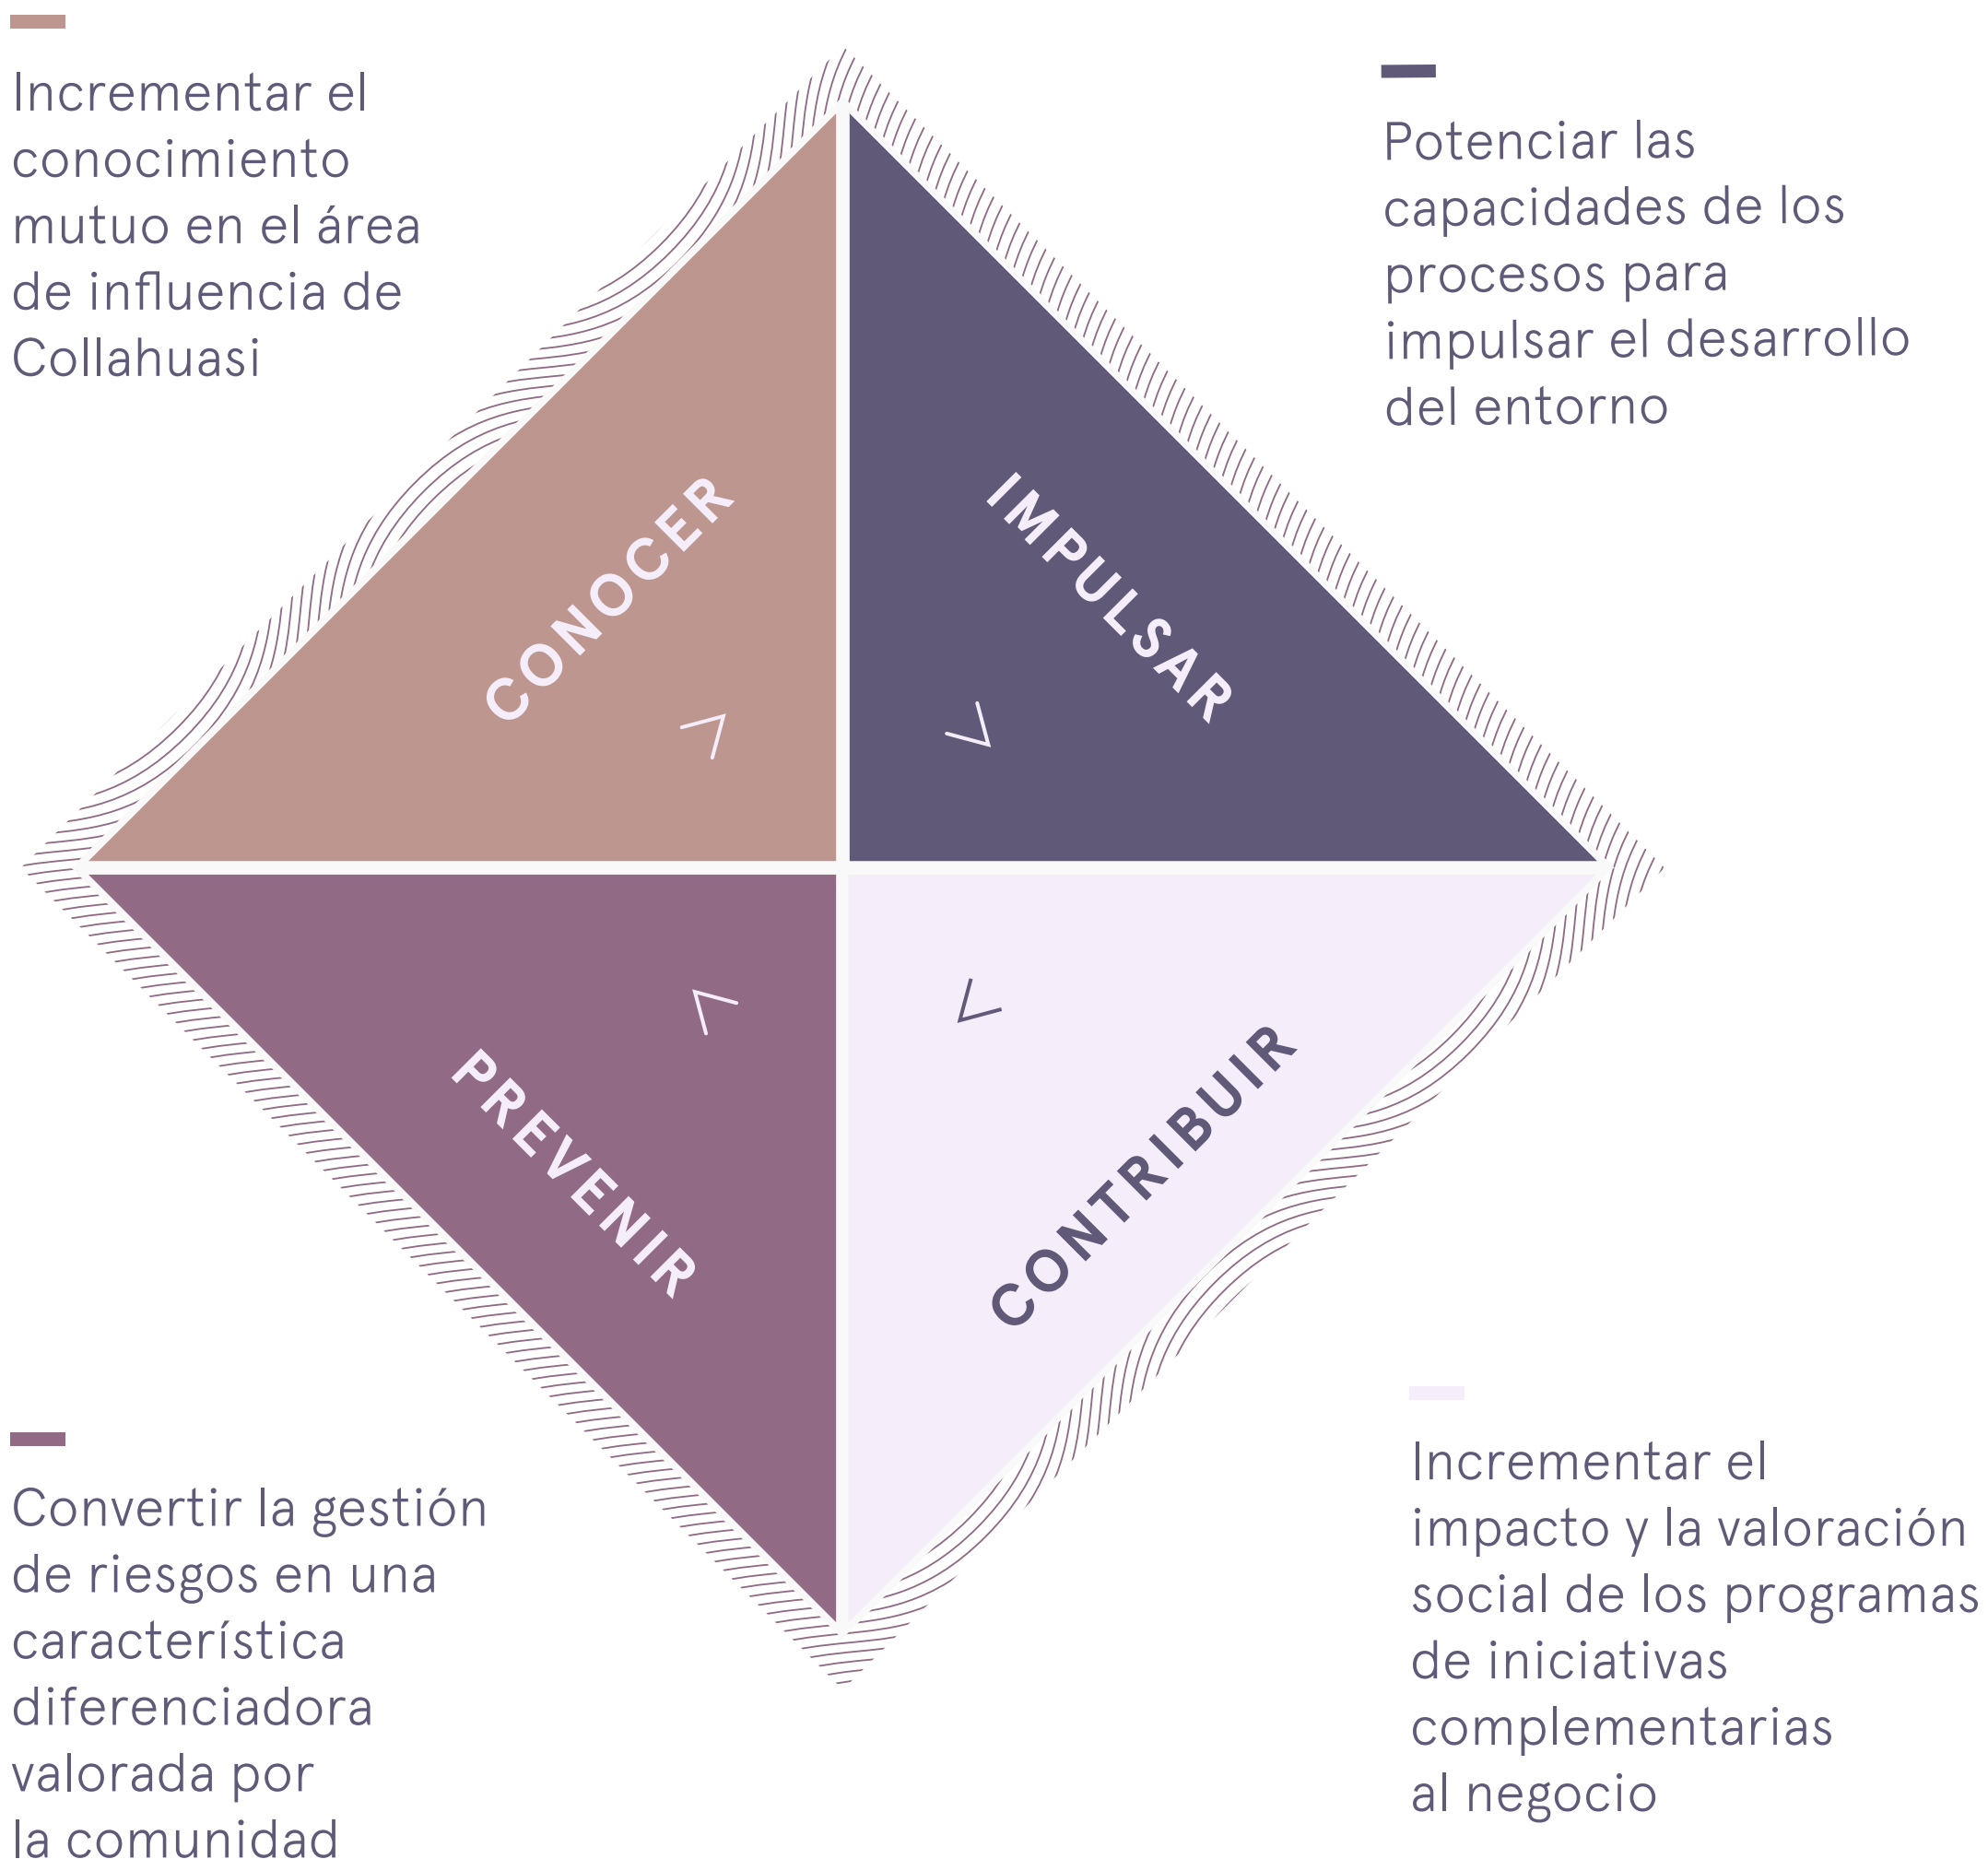 Incrementar el
conocimiento
mutuo en el área
de influencia de
Collahuasi
Potenciar las
capacidades de los
procesos para
impulsar el desarrollo
del entorno
CONOCER
IMPULSAR
PREVENIR
CONTRIBUIR
Convertir la gestión
de riesgos en una
característica
diferenciadora
valorada por
la comunidad
Incrementar el
impacto y la valoración
social de los programas
de iniciativas
complementarias
al negocio